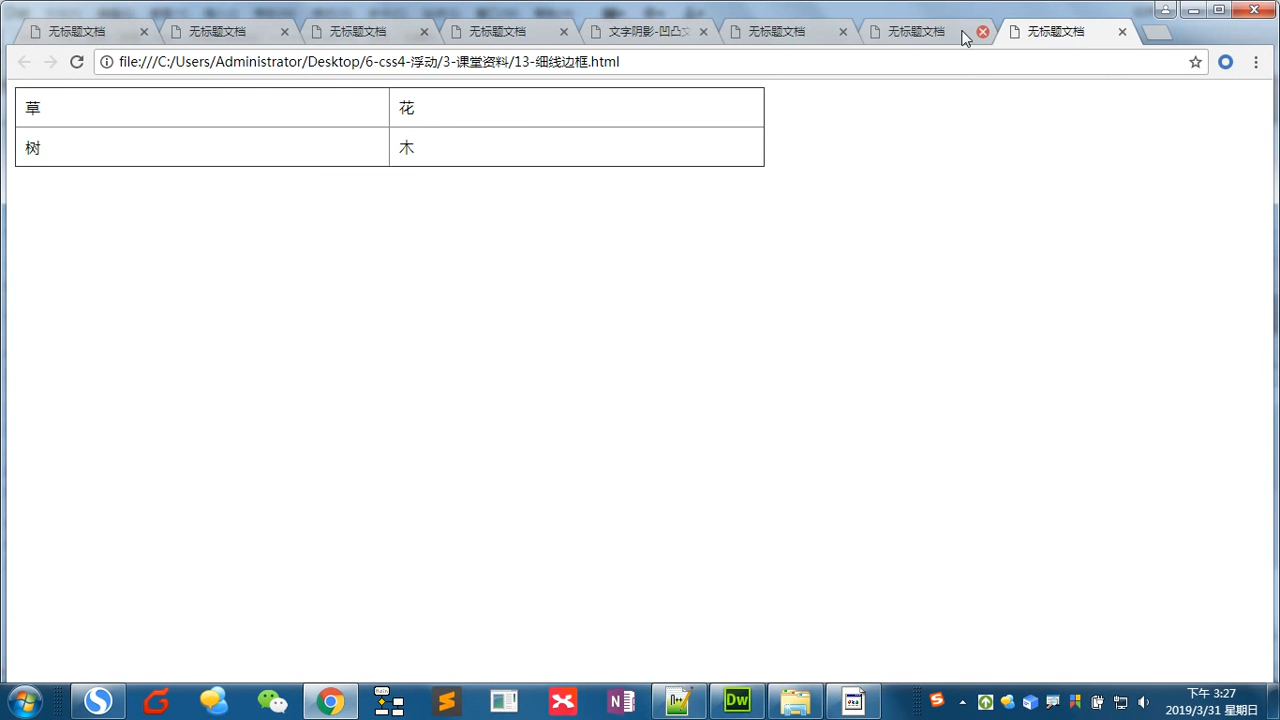 无标题文档
无标题文档
无标题文档
无标题文档
文字阴影-凹凸文
无标题文档
无标题文档
无标题文档
file:///C:/Users/Administrator/Desktop/6-css4-浮动/3-课堂资料/13-细线边框.html
草 花
树 木
Dw
下午 3:27
2019/3/31 星期日